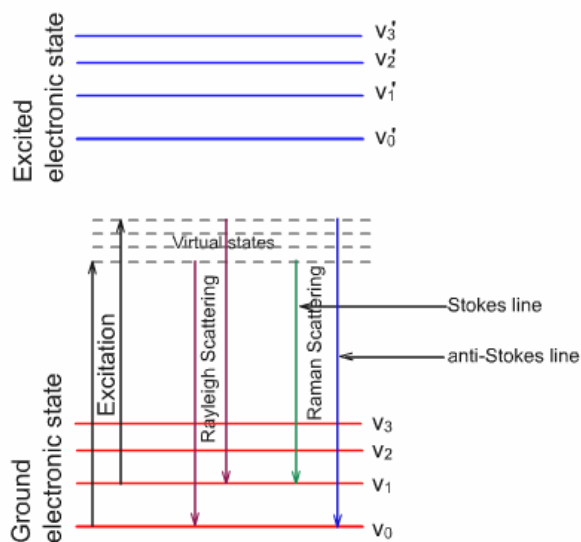 Excited
electronic state
v3'
v2'
v1'
v0'
Virtual states
Excitation
Rayleigh Scattering
Raman Scattering
Stokes line
anti-Stokes line
Ground
electronic state
v3
v2
v1
v0